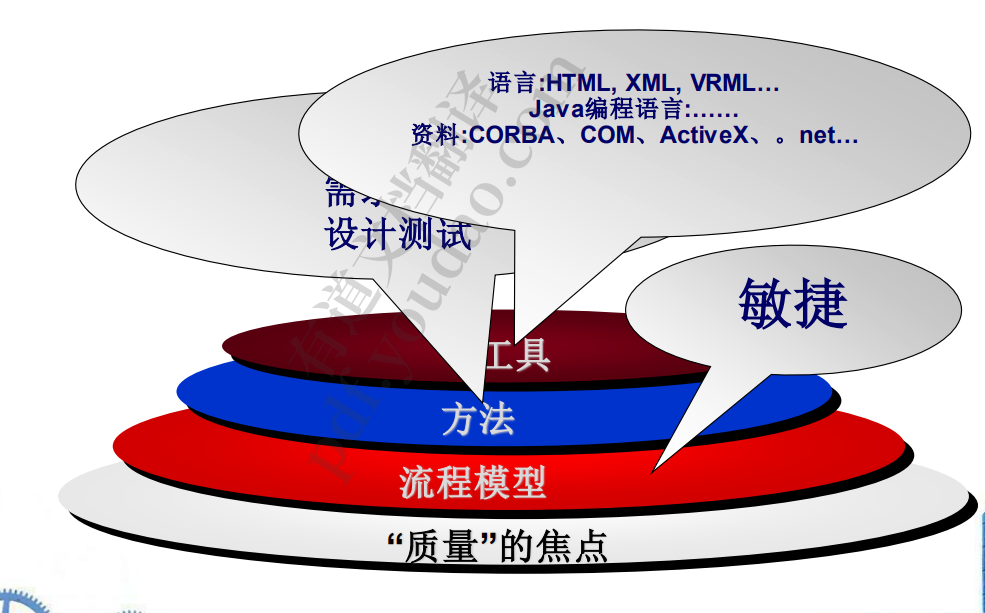 语言:HTML, XML, VRML…
Java编程语言:……
资料:CORBA、COM、ActiveX、。net…
需求
设计测试
敏捷
工具
方法
流程模型
“质量”的焦点
有道文档翻译
pdf.youdao.com